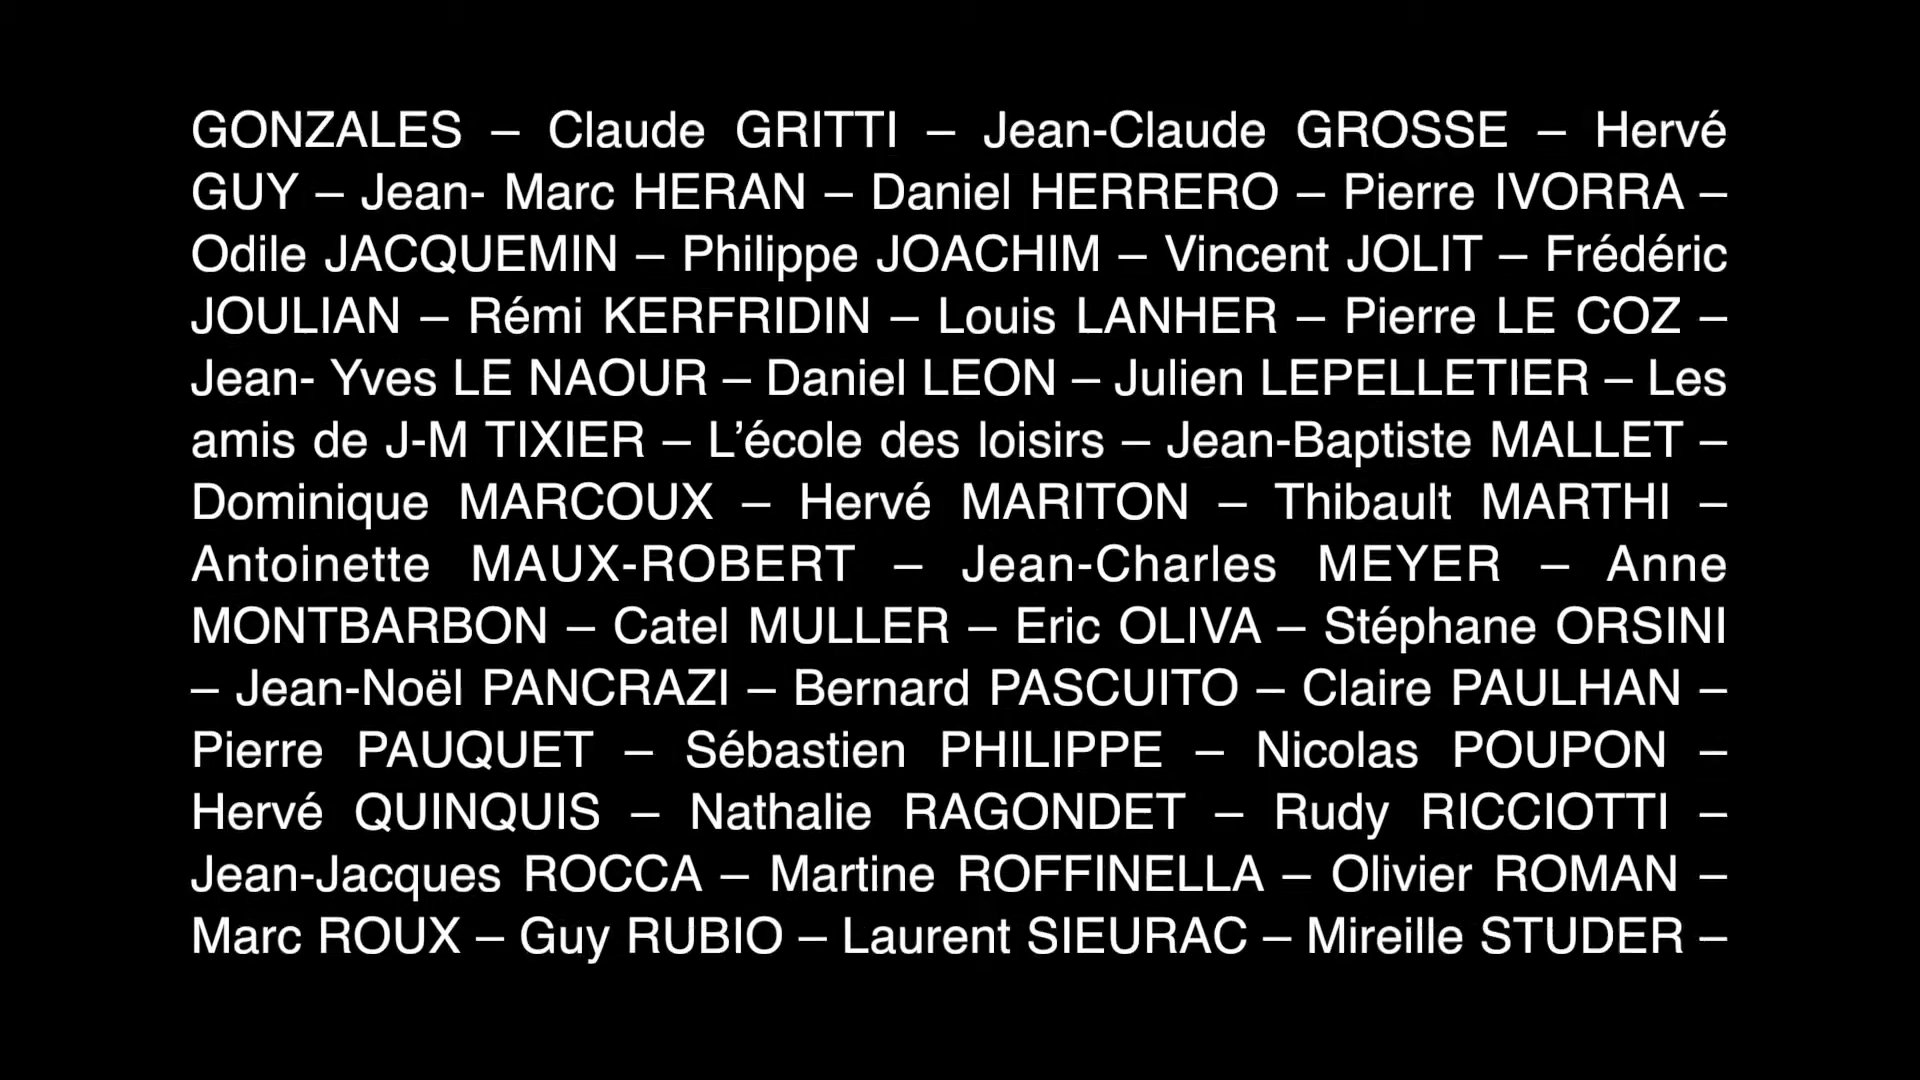 GONZALES – Claude GRITTI – Jean-Claude GROSSE – Hervé
GUY – Jean- Marc HERAN – Daniel HERRERO – Pierre IVORRA –
Odile JACQUEMIN – Philippe JOACHIM – Vincent JOLIT – Frédéric
JOULIAN – Rémi KERFRIDIN – Louis LANHER – Pierre LE COZ –
Jean- Yves LE NAOUR – Daniel LEON – Julien LEPELLETIER – Les
amis de J-M TIXIER – L’école des loisirs – Jean-Baptiste MALLET –
Dominique MARCOUX – Hervé MARITON – Thibault MARTHI –
Antoinette MAUX-ROBERT – Jean-Charles MEYER – Anne
MONTBARBON – Catel MULLER – Eric OLIVA – Stéphane ORSINI
– Jean-Noël PANCRAZI – Bernard PASCUITO – Claire PAULHAN –
Pierre PAUQUET – Sébastien PHILIPPE – Nicolas POUPON –
Hervé QUINQUIS – Nathalie RAGONDET – Rudy RICCIOTTI –
Jean-Jacques ROCCA – Martine ROFFINELLA – Olivier ROMAN –
Marc ROUX – Guy RUBIO – Laurent SIEURAC – Mireille STUDER –